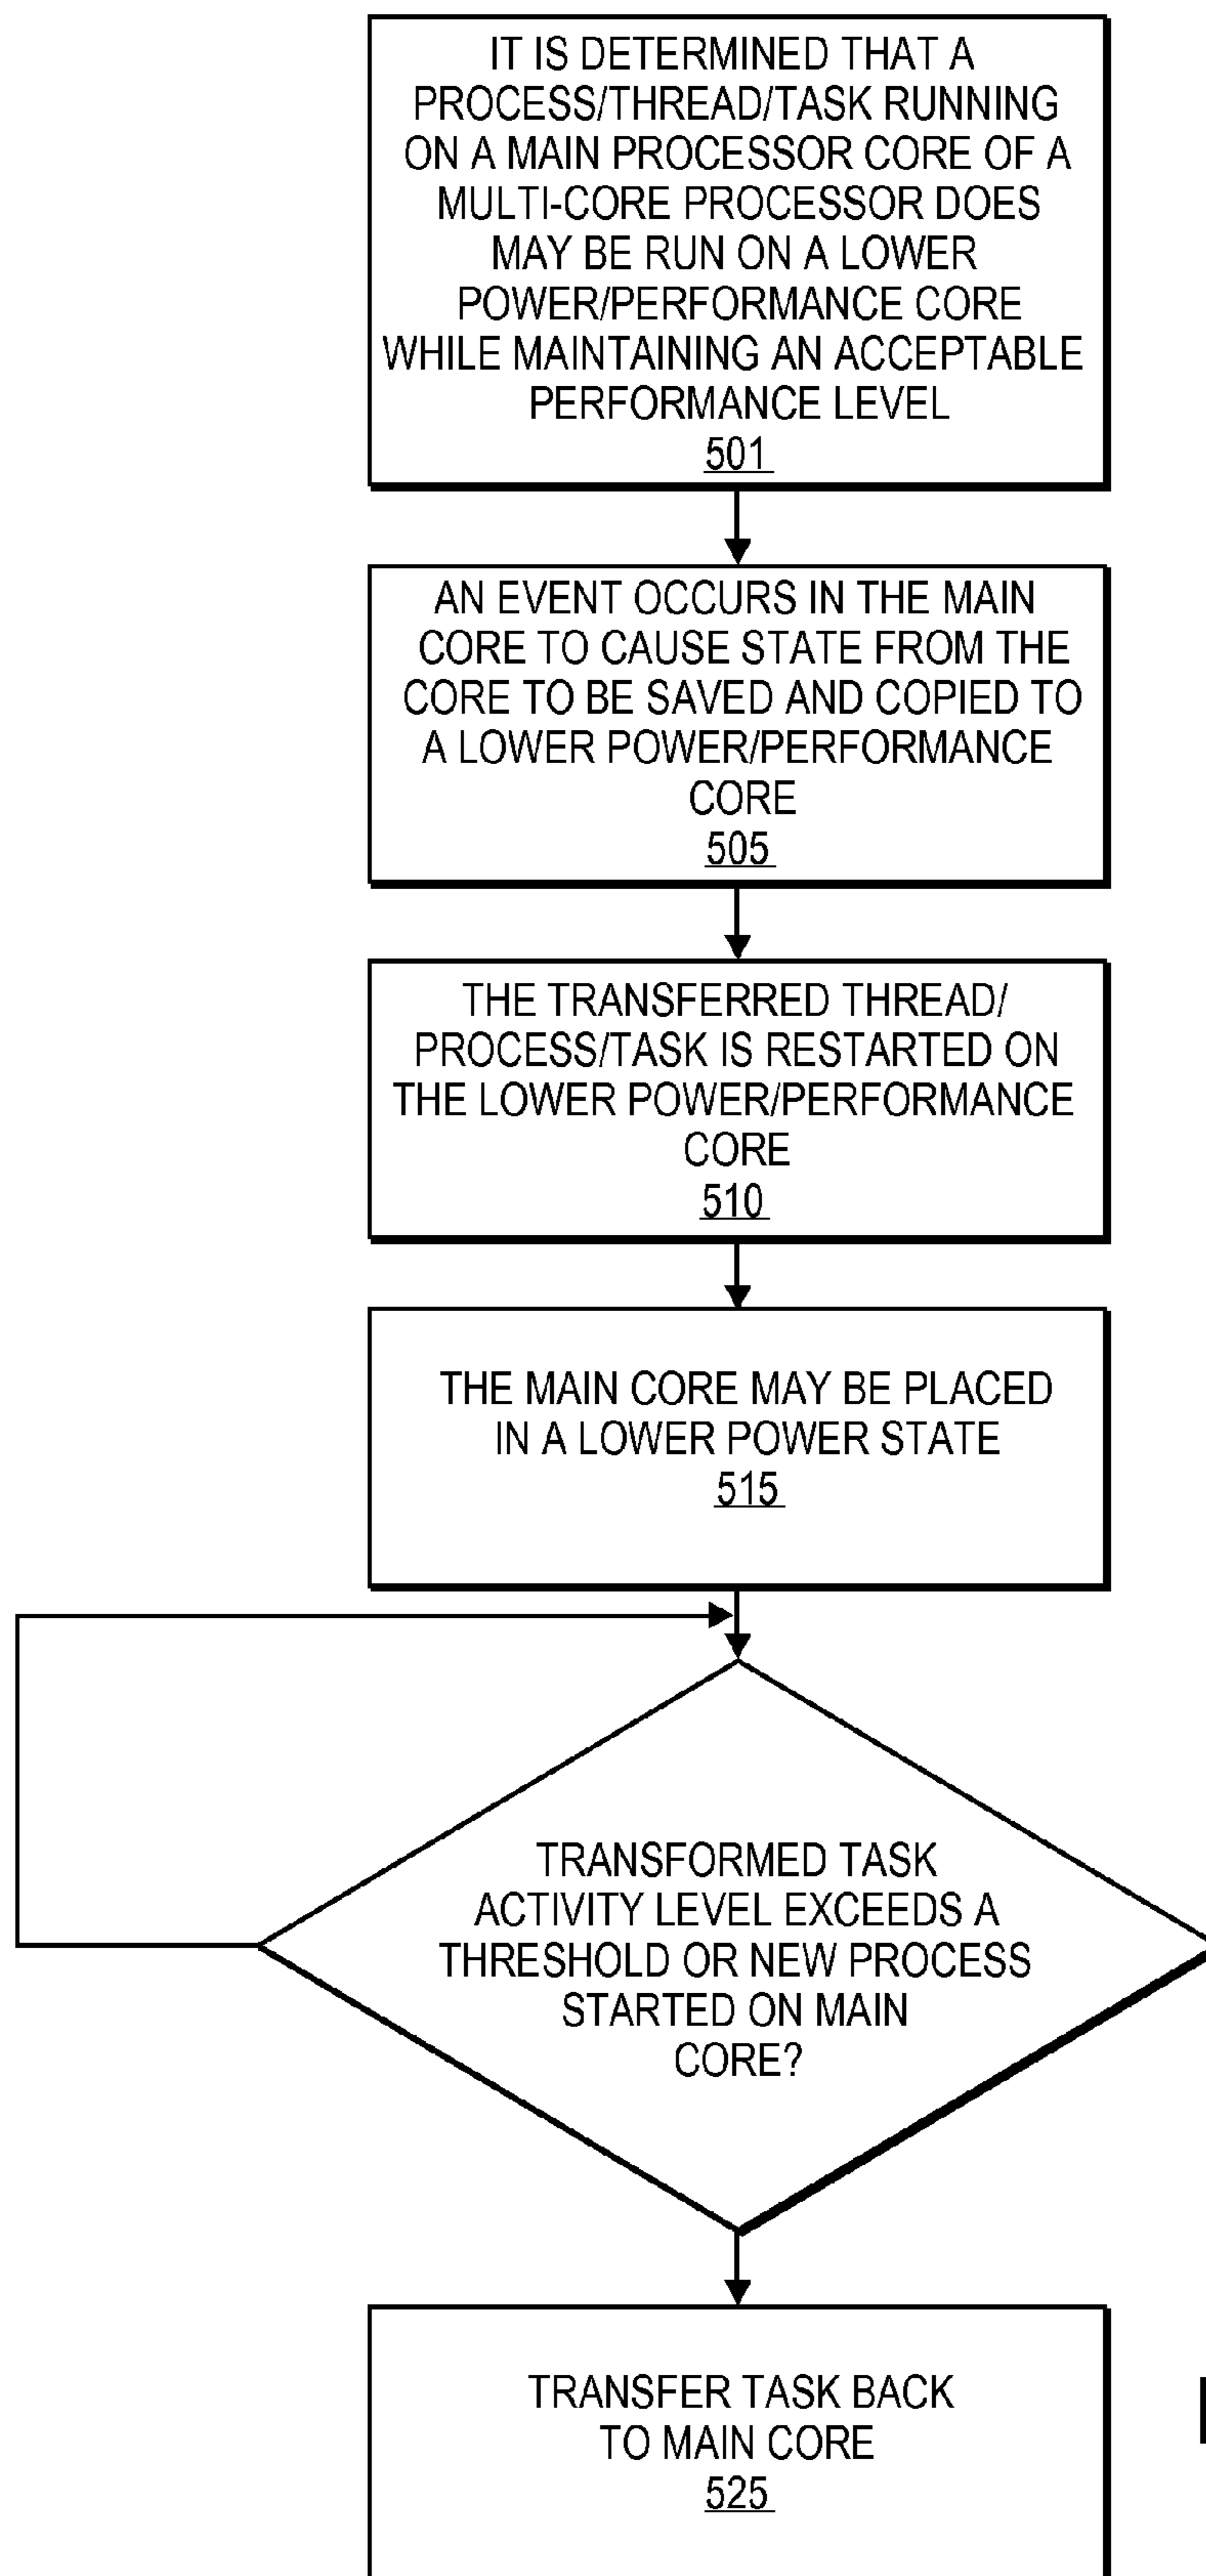 IT IS DETERMINED THAT A
PROCESS/THREAD/TASK RUNNING
ON A MAIN PROCESSOR CORE OF A
MULTI-CORE PROCESSOR DOES
MAY BE RUN ON A LOWER
POWER/PERFORMANCE CORE
WHILE MAINTAINING AN ACCEPTABLE
PERFORMANCE LEVEL
501
AN EVENT OCCURS IN THE MAIN
CORE TO CAUSE STATE FROM THE
CORE TO BE SAVED AND COPIED TO
A LOWER POWER/PERFORMANCE
CORE
505
THE TRANSFERRED THREAD/
PROCESS/TASK IS RESTARTED ON
THE LOWER POWER/PERFORMANCE
CORE
510
THE MAIN CORE MAY BE PLACED
IN A LOWER POWER STATE
515
TRANSFORMED TASK
ACTIVITY LEVEL EXCEEDS A
THRESHOLD OR NEW PROCESS
STARTED ON MAIN
CORE?
TRANSFER TASK BACK
TO MAIN CORE
525